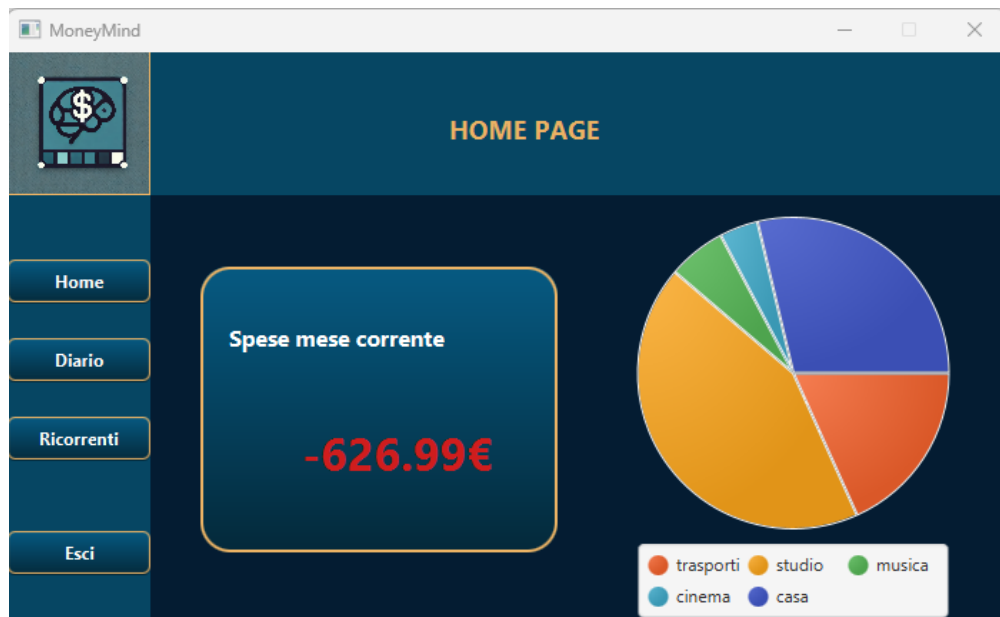 MoneyMind
$
HOME PAGE
Home
Diario
Ricorrenti
Esci
Spese mese corrente
-626.99€
trasporti studio musica
cinema casa